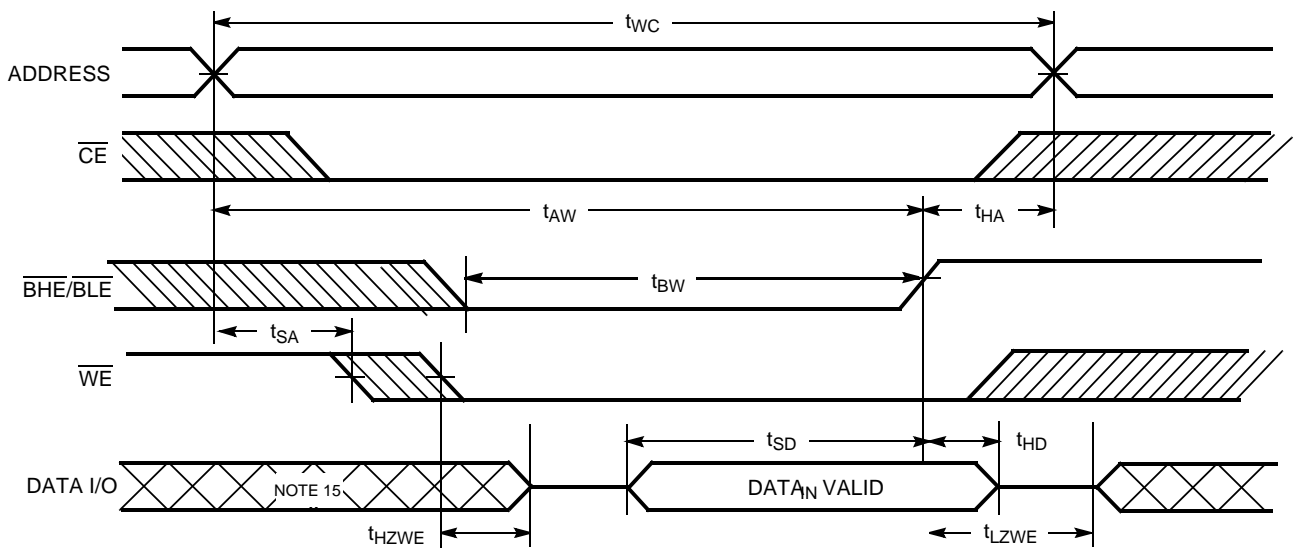 tWC
ADDRESS
CE
tAW
tHA
BHE/BLE
tBW
tSA
WE
tSD
tHD
DATA I/O
NOTE 15
DATAIN VALID
tHZWE
tLZWE